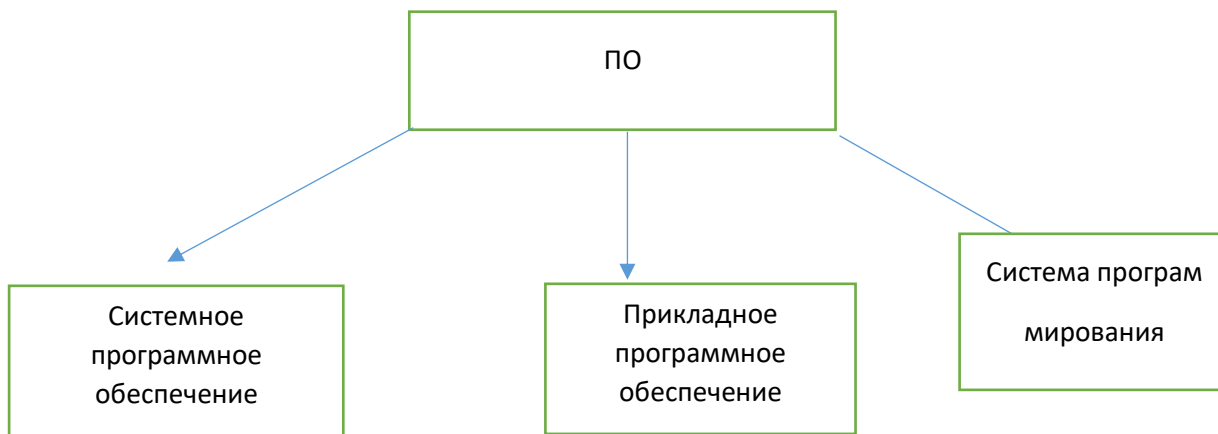 ПО
Системное
программное
обеспечение
Прикладное
программное
обеспечение
Система програм
мирования